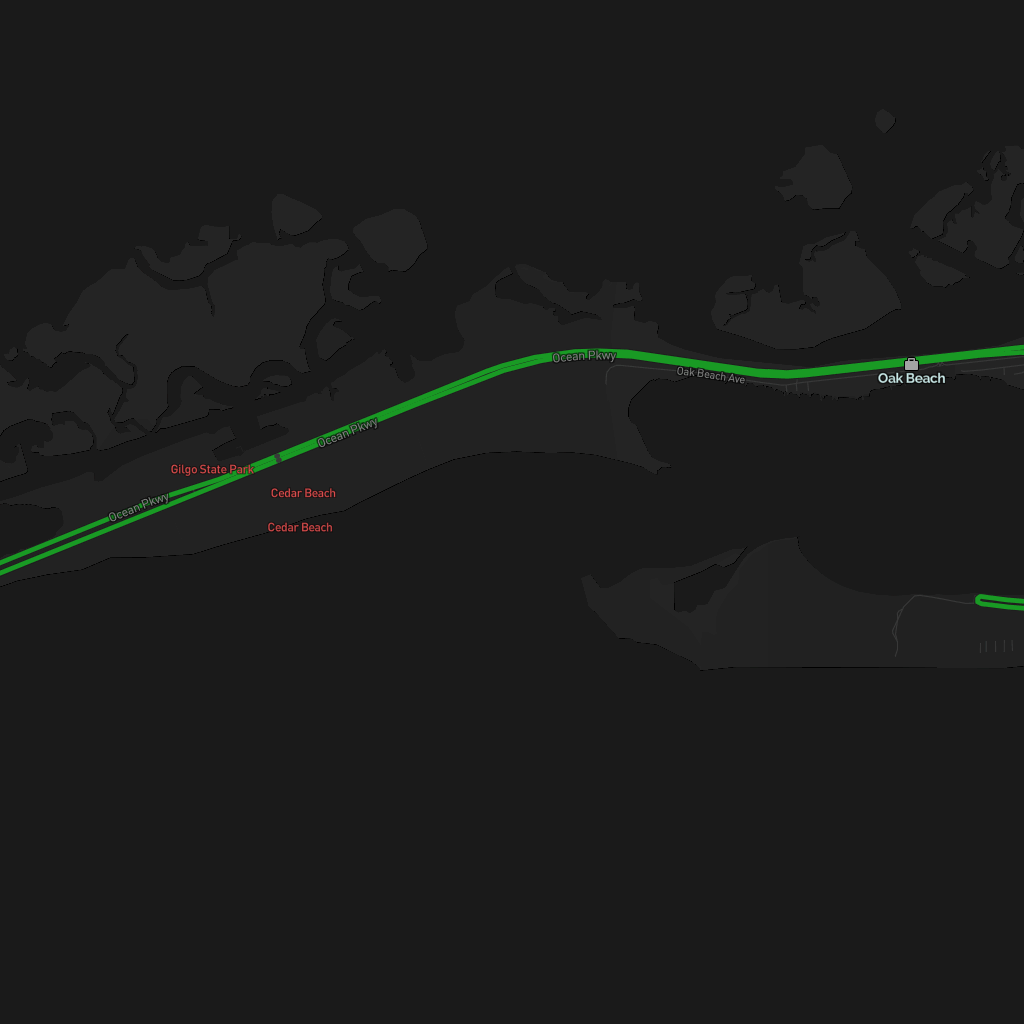 Ocean Pkwy
Oak Beach Ave
Oak Beach
Ocean Pkwy
Gilgo State Park
Cedar Beach
Ocean Pkwy
Cedar Beach